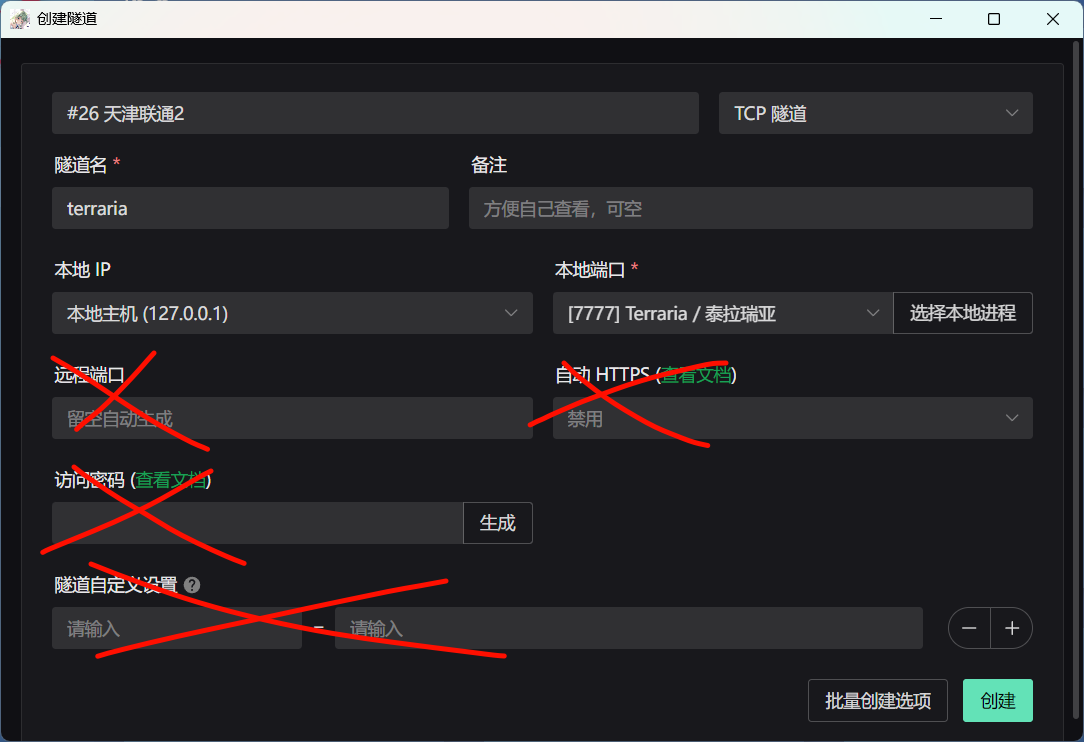 创建隧道
#26 天津联通2 TCP 隧道
隧道名 * 备注
terraria 方便自己查看，可空
本地 IP 本地端口 *
本地主机 (127.0.0.1) [7777] Terraria / 泰拉瑞亚 选择本地进程
远程端口 自动 HTTPS (查看文档)
留空自动生成 禁用
访问密码 (查看文档)
生成
隧道自定义设置 ?
请输入 – 请输入 − +
批量创建选项 创建